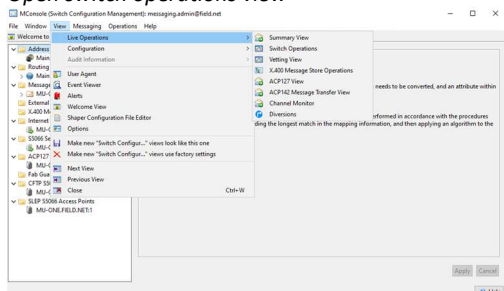 Open Switch Operations View
MConsole (Switch Configuration Management): messaging.admin@field.net
File Window View Messaging Operations Help
Welcome to
Live Operations
Configuration
Audit Information
User Agent
Event Viewer
Alerts
Welcome View
Shaper Configuration File Editor
Options
Make new "Switch Configur..." views look like this one
Make new "Switch Configur..." views use factory settings
Next View
Previous View
Close Ctrl+W
Summary View
Switch Operations
Vetting View
X.400 Message Store Operations
ACP127 View
ACP142 Message Transfer View
Channel Monitor
Diversions
Address
Main
Routing
Main
Message
MU-O
External
X.400 M
Internet
MU-O
S5066 Se
MU-O
ACP127
MU-O
Fab Gua
CFTP S5
MU-O
SLEP S5066 Access Points
MU-ONE.FIELD.NET:1
needs to be converted, and an attribute within
erformed in accordance with the procedures
ding the longest match in the mapping information, and then applying an algorithm to the
Apply Cancel